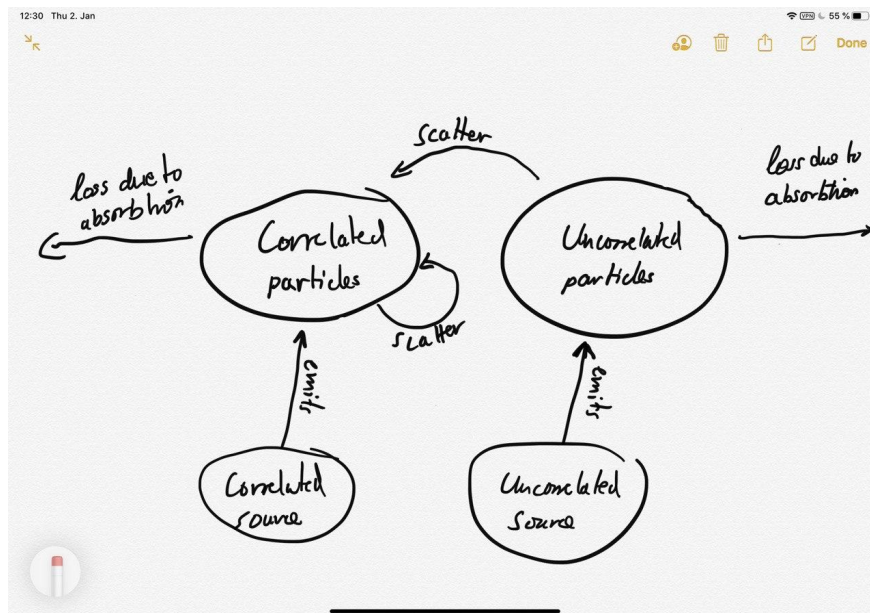 12:30 Thu 2. Jan
VPN 55 %
Done
scatter
loss due to
absorbtion
loss due to
absorbtion
Correlated
particles
Uncorrelated
particles
scatter
emits
emits
Correlated
source
Uncorrelated
source